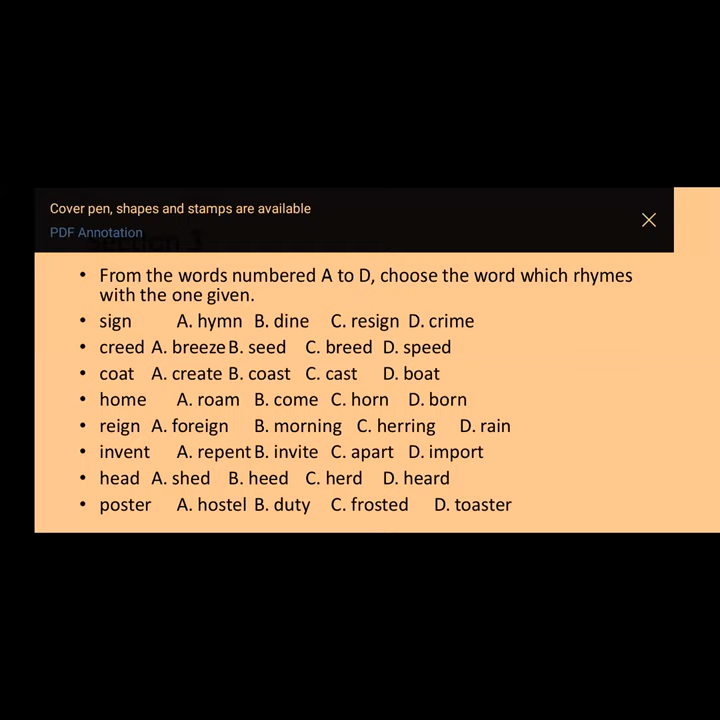 Cover pen, shapes and stamps are available
PDF Annotation
Section 3
• From the words numbered A to D, choose the word which rhymes
with the one given.
• sign A. hymn B. dine C. resign D. crime
• creed A. breeze B. seed C. breed D. speed
• coat A. create B. coast C. cast D. boat
• home A. roam B. come C. horn D. born
• reign A. foreign B. morning C. herring D. rain
• invent A. repent B. invite C. apart D. import
• head A. shed B. heed C. herd D. heard
• poster A. hostel B. duty C. frosted D. toaster